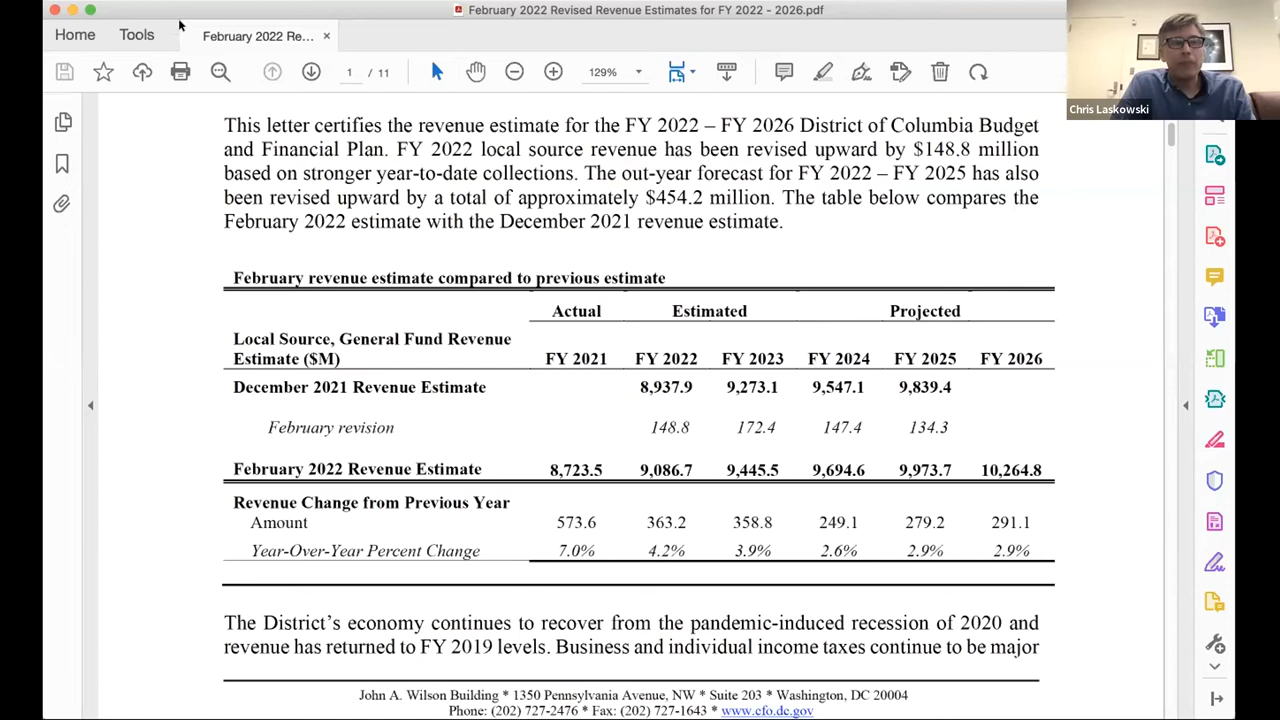 February 2022 Revised Revenue Estimates for FY 2022 - 2026.pdf
Home Tools February 2022 Re... ×
1 / 11 129%
Chris Laskowski
This letter certifies the revenue estimate for the FY 2022 – FY 2026 District of Columbia Budget
and Financial Plan. FY 2022 local source revenue has been revised upward by $148.8 million
based on stronger year-to-date collections. The out-year forecast for FY 2022 – FY 2025 has also
been revised upward by a total of approximately $454.2 million. The table below compares the
February 2022 estimate with the December 2021 revenue estimate.
February revenue estimate compared to previous estimate
Actual Estimated Projected
Local Source, General Fund Revenue
Estimate ($M) FY 2021 FY 2022 FY 2023 FY 2024 FY 2025 FY 2026
December 2021 Revenue Estimate 8,937.9 9,273.1 9,547.1 9,839.4
February revision 148.8 172.4 147.4 134.3
February 2022 Revenue Estimate 8,723.5 9,086.7 9,445.5 9,694.6 9,973.7 10,264.8
Revenue Change from Previous Year
Amount 573.6 363.2 358.8 249.1 279.2 291.1
Year-Over-Year Percent Change 7.0% 4.2% 3.9% 2.6% 2.9% 2.9%
The District's economy continues to recover from the pandemic-induced recession of 2020 and
revenue has returned to FY 2019 levels. Business and individual income taxes continue to be major
John A. Wilson Building * 1350 Pennsylvania Avenue, NW * Suite 203 * Washington, DC 20004
Phone: (202) 727-2476 * Fax: (202) 727-1643 * www.cfo.dc.gov